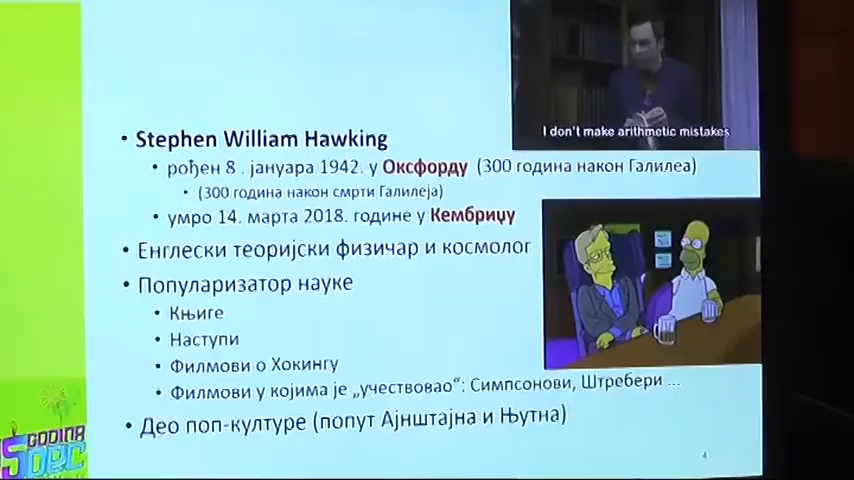 I don't make arithmetic mistakes
• Stephen William Hawking
• рођен 8 . јануара 1942. у Оксфорду (300 година након Галилеа)
• (300 година након смрти Галилеја)
• умро 14. марта 2018. године у Кембриџу
• Енглески теоријски физичар и космолог
• Популаризатор науке
• Књиге
• Наступи
• Филмови о Хокингу
• Филмови у којима је „учествовао“: Симпсонови, Штребери ...
• Део поп-културе (попут Ајнштајна и Њутна)
4
GODINA